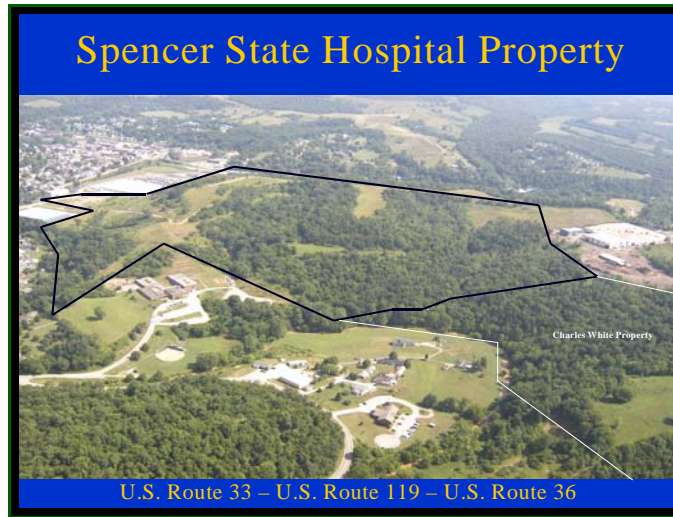 Spencer State Hospital Property
Charles White Property
U.S. Route 33 – U.S. Route 119 – U.S. Route 36